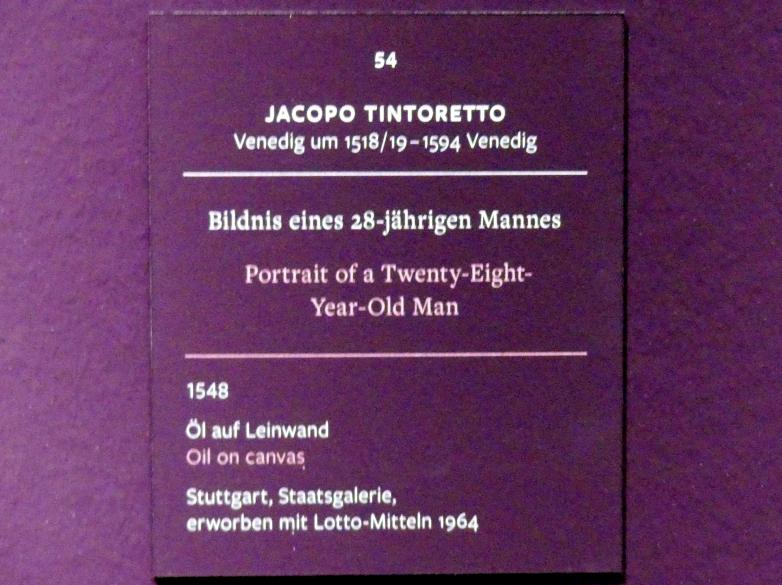 54
JACOPO TINTORETTO
Venedig um 1518/19–1594 Venedig
Bildnis eines 28-jährigen Mannes
Portrait of a Twenty-Eight-
Year-Old Man
1548
Öl auf Leinwand
Oil on canvas
Stuttgart, Staatsgalerie,
erworben mit Lotto-Mitteln 1964